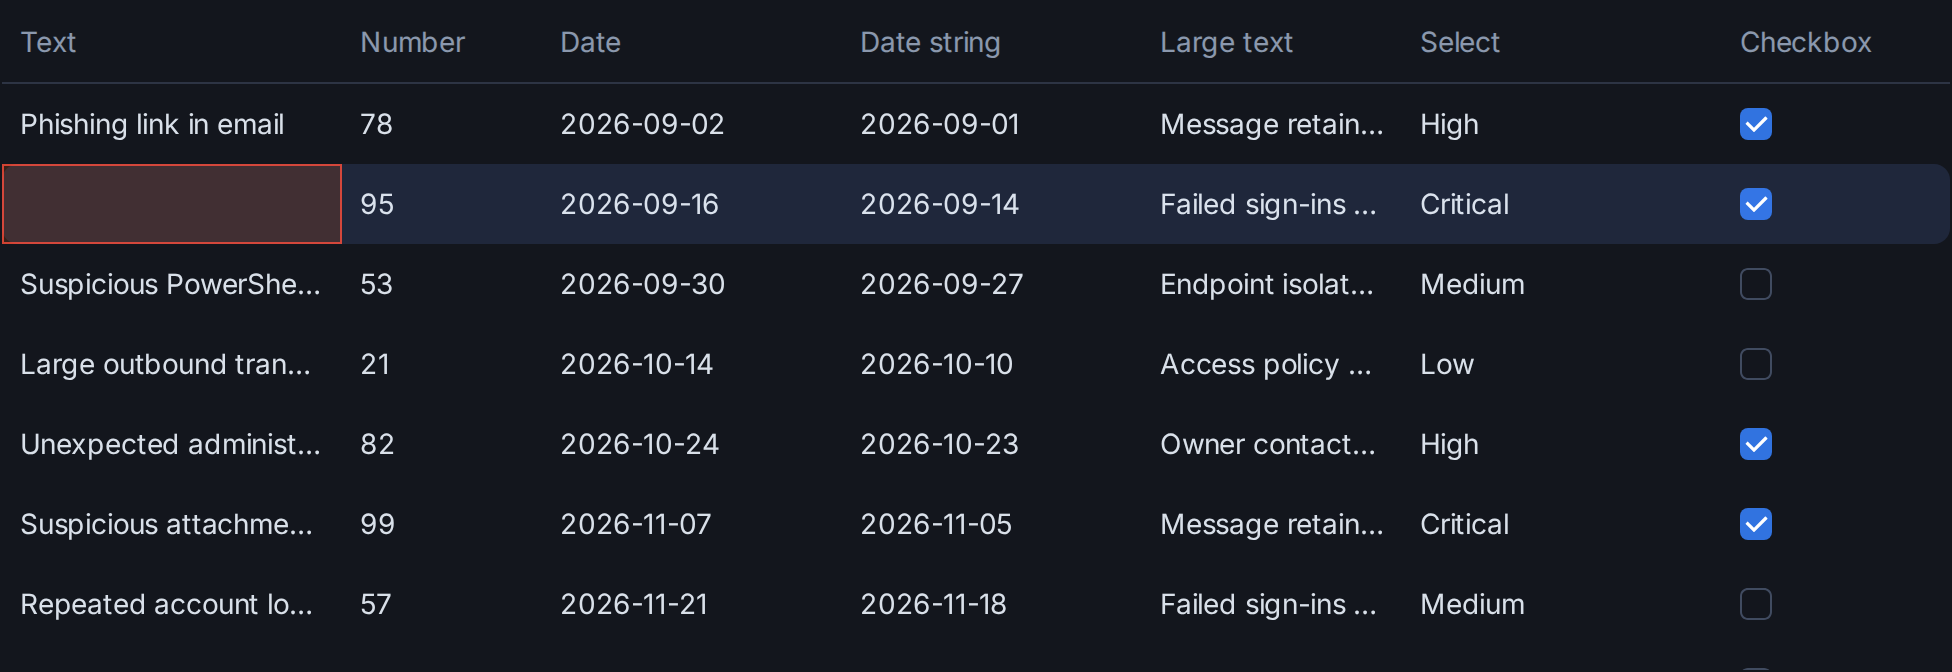 Text Number Date Date string Large text Select Checkbox
Phishing link in email 78 2026-09-02 2026-09-01 Message retain... High
95 2026-09-16 2026-09-14 Failed sign-ins ... Critical
Suspicious PowerShe... 53 2026-09-30 2026-09-27 Endpoint isolat... Medium
Large outbound tran... 21 2026-10-14 2026-10-10 Access policy ... Low
Unexpected administ... 82 2026-10-24 2026-10-23 Owner contact... High
Suspicious attachme... 99 2026-11-07 2026-11-05 Message retain... Critical
Repeated account lo... 57 2026-11-21 2026-11-18 Failed sign-ins ... Medium